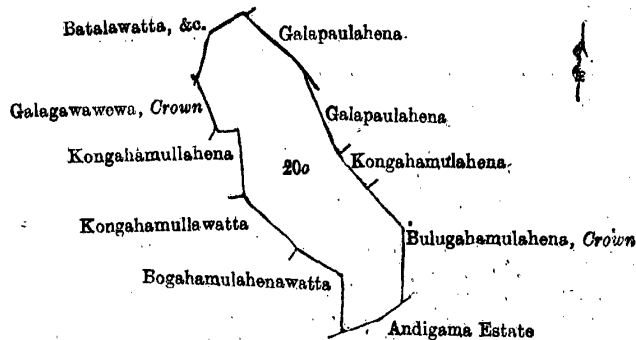 Batalawatta, &c.
Galapaulahena.
Galagawawewa, Crown
Galapaulahena
Kongahamullahena
20o
Kongahamulahena.
Kongahamullawatta
Bulugahamulahena, Crown
Bogahamulahenawatta
Andigama Estate